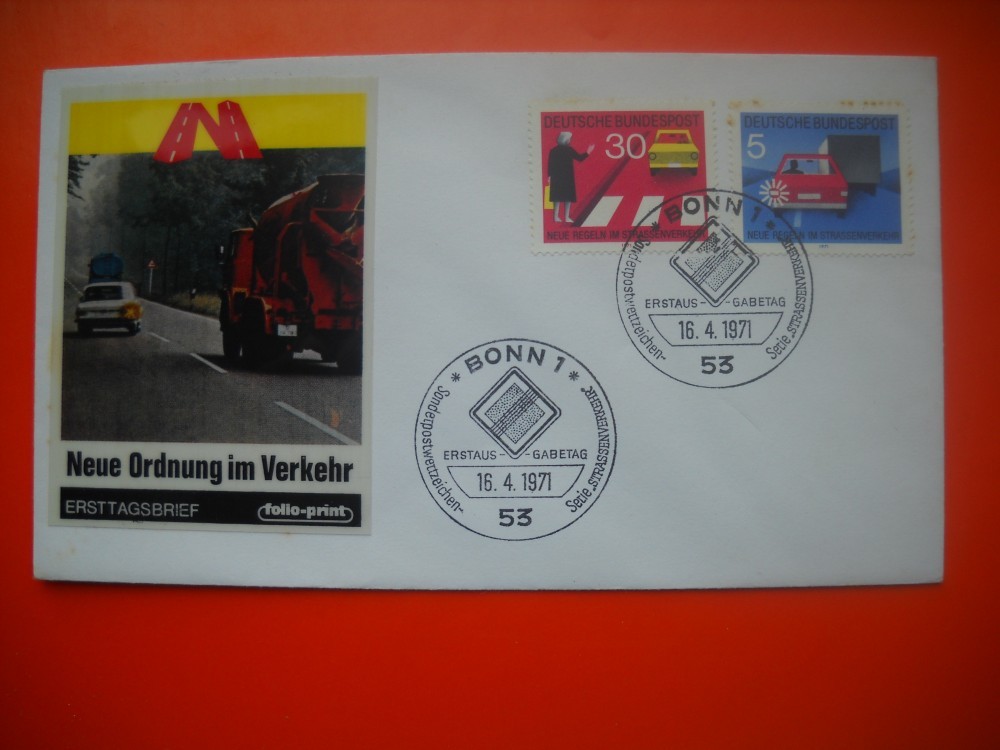 Neue Ordnung im Verkehr
ERSTTAGSBRIEF
folio-print
DEUTSCHE BUNDESPOST
30
NEUE REGELN IM STRASSENVERKEHR
DEUTSCHE BUNDESPOST
5
NEUE REGELN IM STRASSENVERKEHR
* BONN 1 *
ERSTAUS- GABETAG
16.4.1971
Sonderpostwertzeichen-
Serie „STRASSENVERKEHR“
53
* BONN 1 *
ERSTAUS- GABETAG
16.4.1971
Sonderpostwertzeichen-
Serie „STRASSENVERKEHR“
53